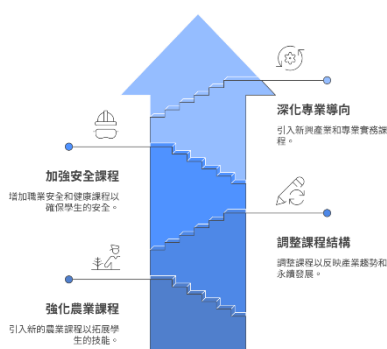 深化專業導向
引入新興產業和專業實務課
程。
加強安全課程
增加職業安全和健康課程以
確保學生的安全。
調整課程結構
調整課程以反映產業趨勢和
永續發展。
強化農業課程
引入新的農業課程以拓展學
生的技能。